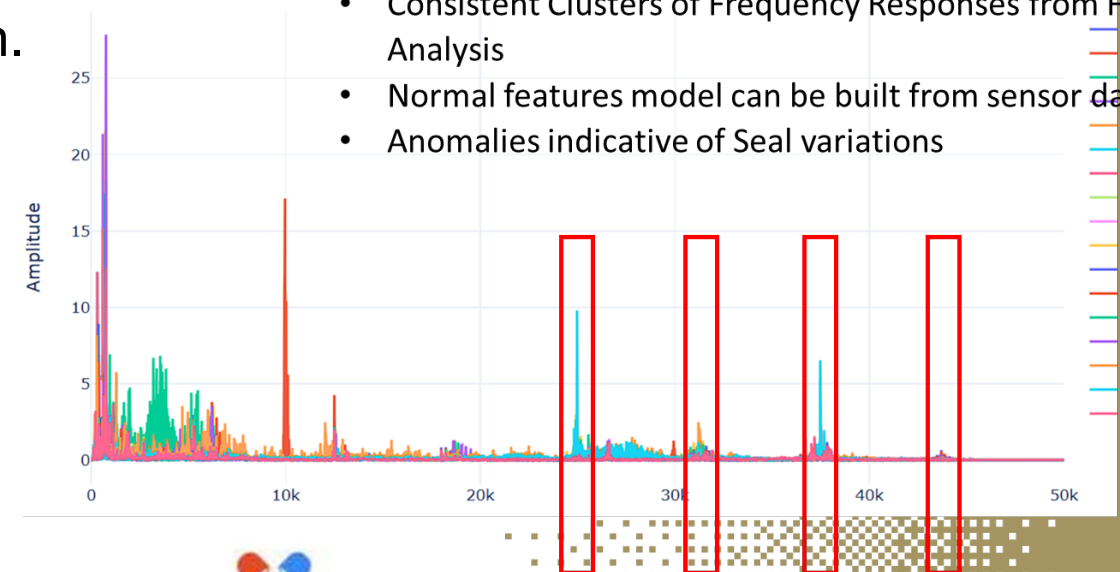 • Consistent Clusters of Frequency Responses from
n.
Analysis
• Normal features model can be built from sensor
• Anomalies indicative of Seal variations
Amplitude
25
20
15
10
5
0
0 10k 20k 30k 40k 50k